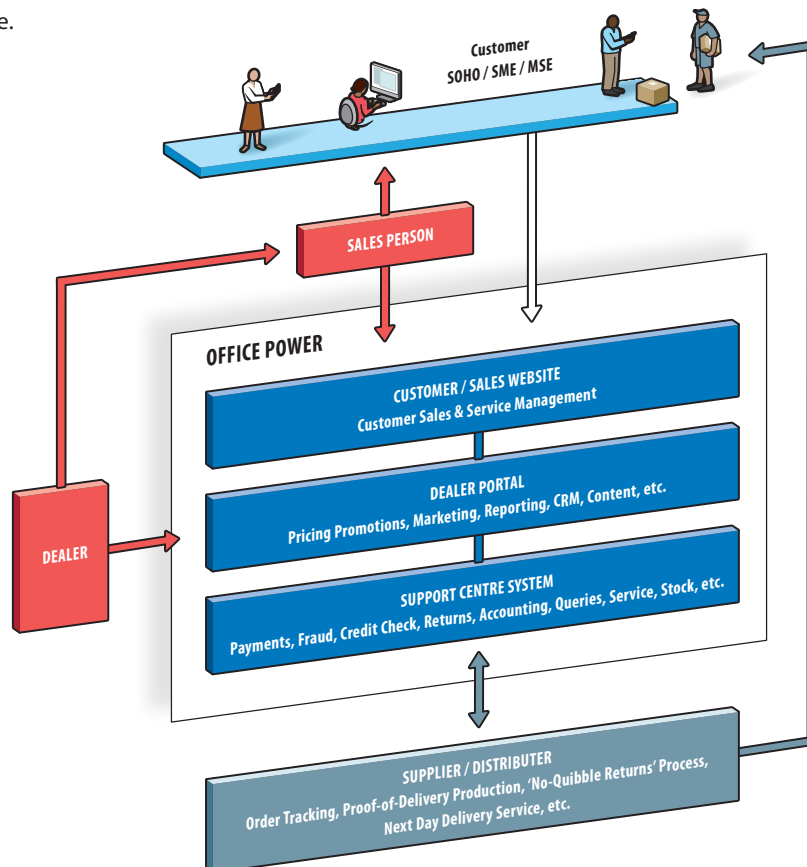 e.
Customer
SOHO / SME / MSE
SALES PERSON
OFFICE POWER
CUSTOMER / SALES WEBSITE
Customer Sales & Service Management
DEALER PORTAL
Pricing Promotions, Marketing, Reporting, CRM, Content, etc.
DEALER
SUPPORT CENTRE SYSTEM
Payments, Fraud, Credit Check, Returns, Accounting, Queries, Service, Stock, etc.
SUPPLIER / DISTRIBUTER
Order Tracking, Proof-of-Delivery Production, ‘No-Quibble Returns’ Process,
Next Day Delivery Service, etc.